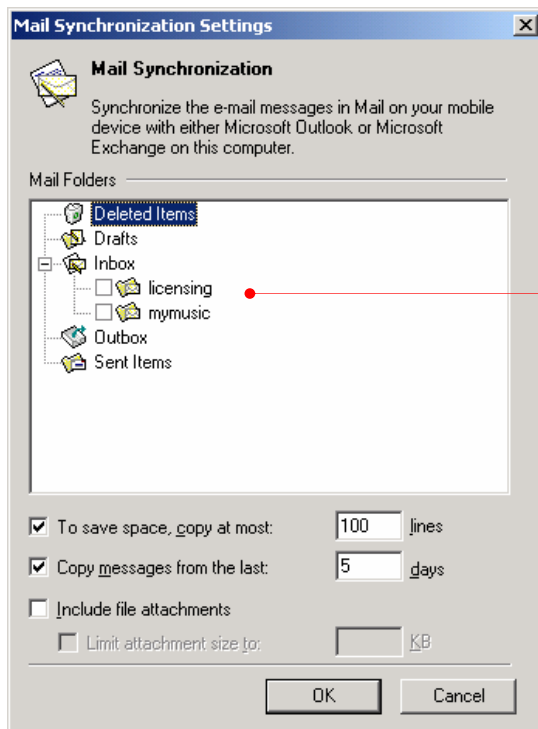 Mail Synchronization Settings
Mail Synchronization
Synchronize the e-mail messages in Mail on your mobile
device with either Microsoft Outlook or Microsoft
Exchange on this computer.
Mail Folders
Deleted Items
Drafts
Inbox
licensing
mymusic
Outbox
Sent Items
To save space, copy at most: 100 lines
Copy messages from the last: 5 days
Include file attachments
Limit attachment size to: KB
OK Cancel